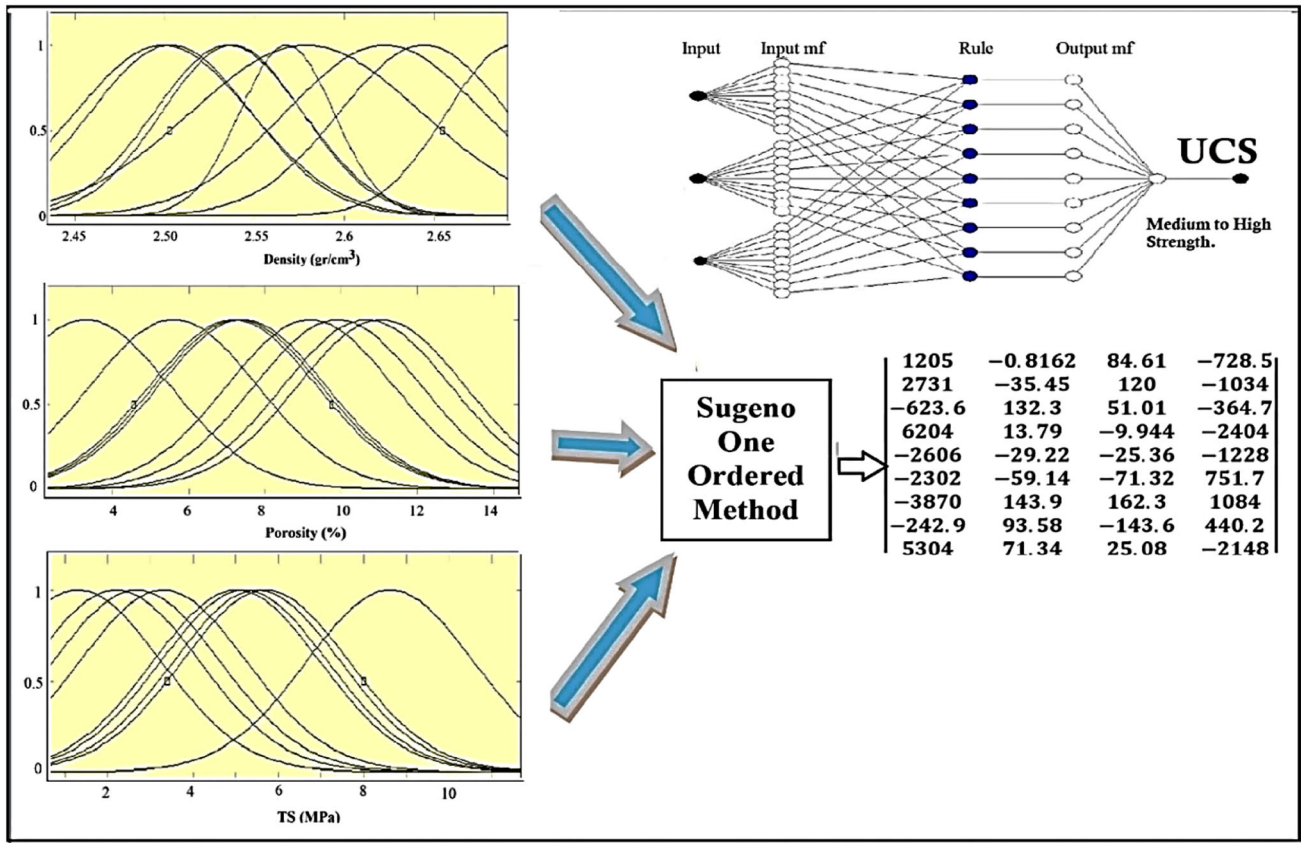 1
0.5
0
2.45
2.50
2.55
2.6
2.65
Density (gr/cm³)
1
0.5
0
4
6
8
10
12
14
Porosity (%)
1
0.5
0
2
4
6
8
10
TS (MPa)
Input
Input mf
Rule
Output mf
UCS
Medium to High
Strength.
Sugeno
One
Ordered
Method
1205 −0.8162 84.61 −728.5
2731 −35.45 120 −1034
−623.6 132.3 51.01 −364.7
6204 13.79 −9.944 −2404
−2606 −29.22 −25.36 −1228
−2302 −59.14 −71.32 751.7
−3870 143.9 162.3 1084
−242.9 93.58 −143.6 440.2
5304 71.34 25.08 −2148